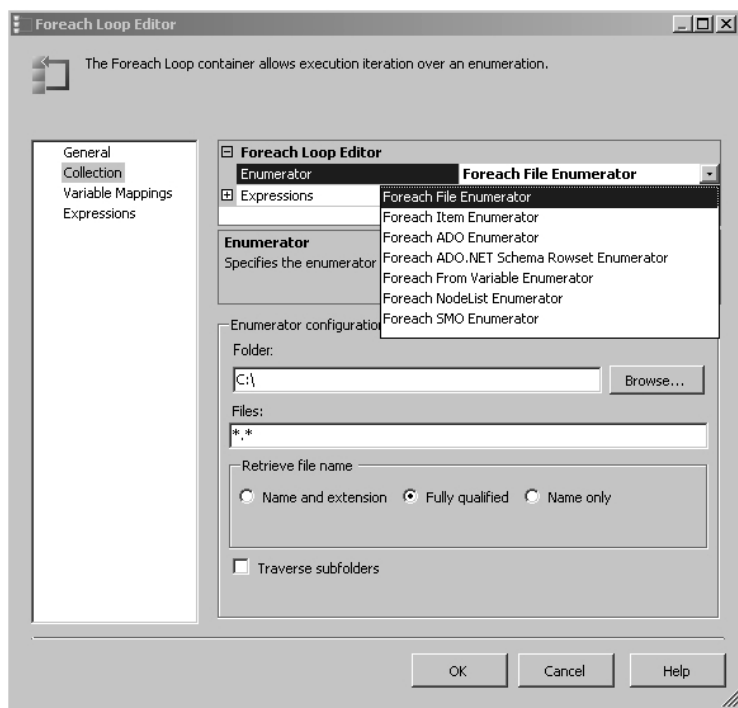 Foreach Loop Editor
The Foreach Loop container allows execution iteration over an enumeration.
General
Collection
Variable Mappings
Expressions
Foreach Loop Editor
Enumerator Foreach File Enumerator
Expressions
Foreach File Enumerator
Foreach Item Enumerator
Foreach ADO Enumerator
Foreach ADO.NET Schema Rowset Enumerator
Foreach From Variable Enumerator
Foreach NodeList Enumerator
Foreach SMO Enumerator
Enumerator
Specifies the enumerator
Enumerator configuration
Folder:
C:\
Browse...
Files:
*.*
Retrieve file name
Name and extension Fully qualified Name only
Traverse subfolders
OK Cancel Help